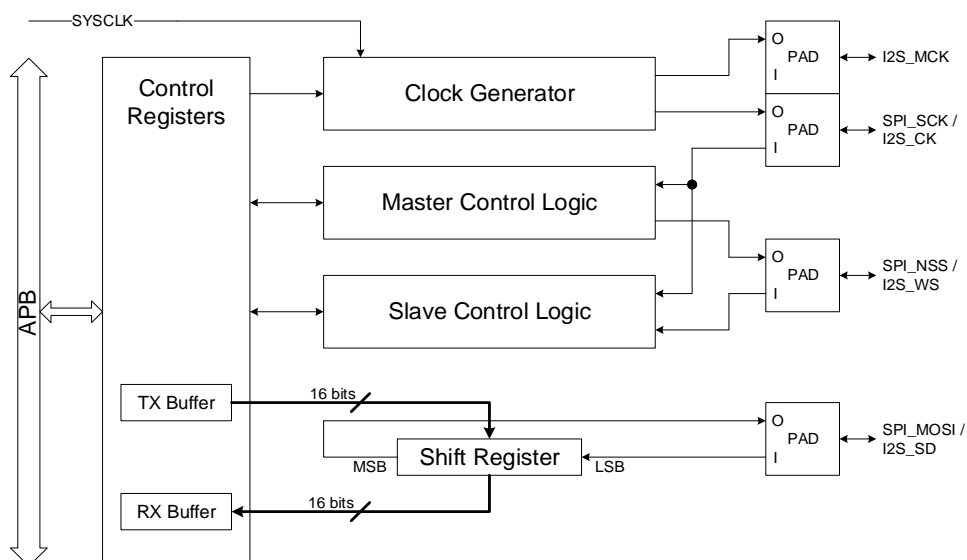 SYSCLK
Control
Registers
Clock Generator
O
PAD
I
I2S_MCK
O
PAD
I
SPI_SCK /
I2S_CK
Master Control Logic
O
PAD
I
SPI_NSS /
I2S_WS
APB
Slave Control Logic
TX Buffer
16 bits
O
PAD
I
SPI_MOSI /
I2S_SD
MSB
Shift Register
LSB
RX Buffer
16 bits